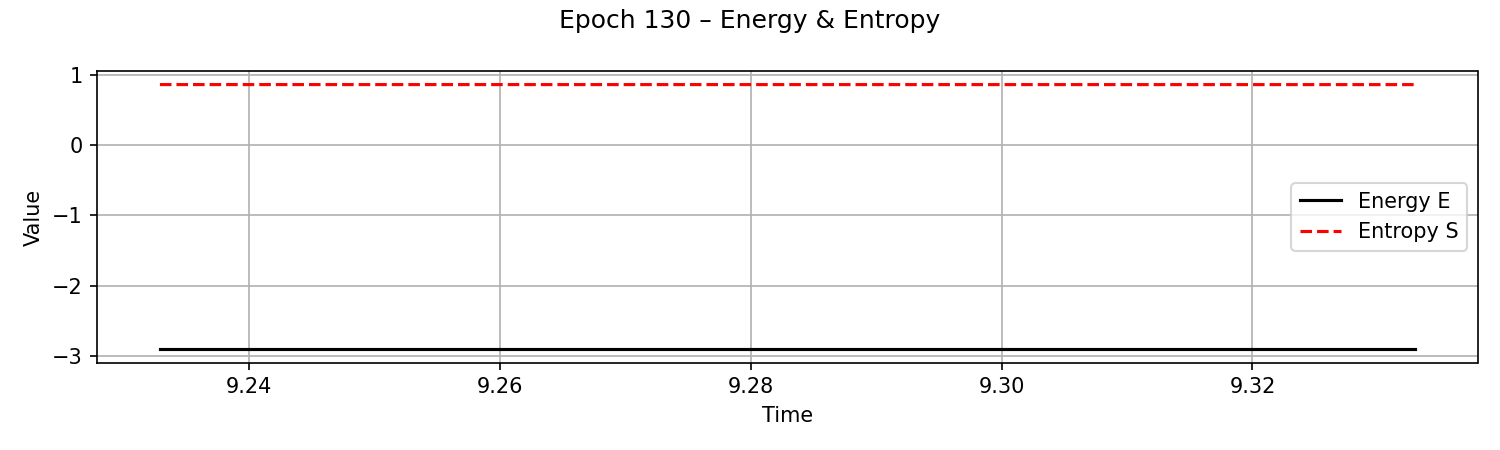 Epoch 130 – Energy & Entropy
1
0
−1
−2
−3
Value
Energy E
Entropy S
9.24
9.26
9.28
9.30
9.32
Time